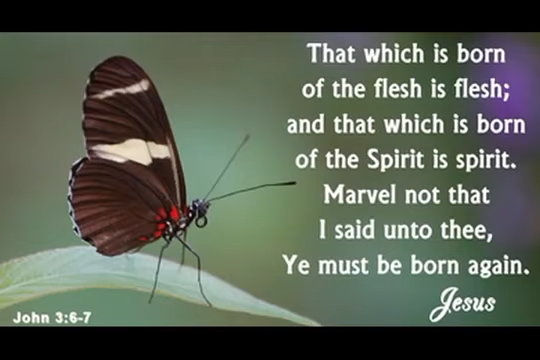 That which is born
of the flesh is flesh;
and that which is born
of the Spirit is spirit.
Marvel not that
I said unto thee,
Ye must be born again.
Jesus
John 3:6-7